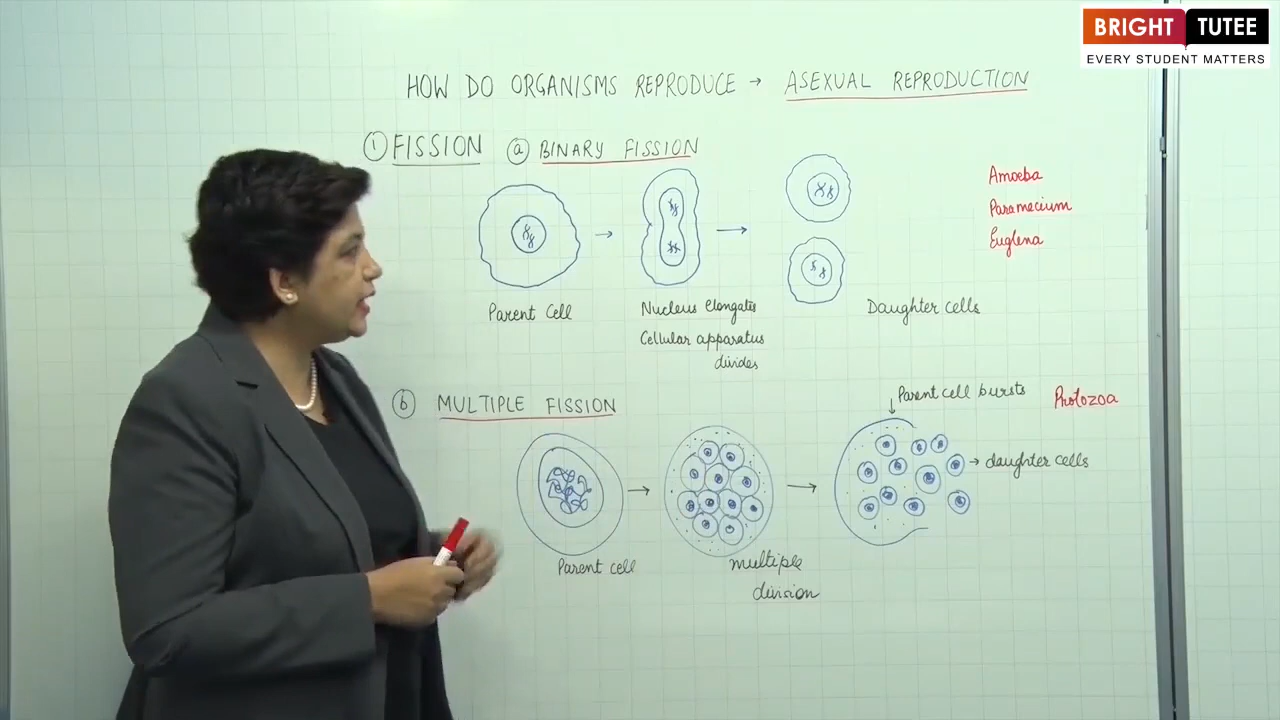 BRIGHT TUTEE
EVERY STUDENT MATTERS
HOW DO ORGANISMS REPRODUCE → ASEXUAL REPRODUCTION
① FISSION ⓐ BINARY FISSION
Amoeba
Paramecium
Euglena
Parent Cell
Nucleus elongates
Cellular apparatus
divides
Daughter cells
ⓑ MULTIPLE FISSION
Parent cell bursts
Protozoa
→ daughter cells
Parent cell
multiple
division